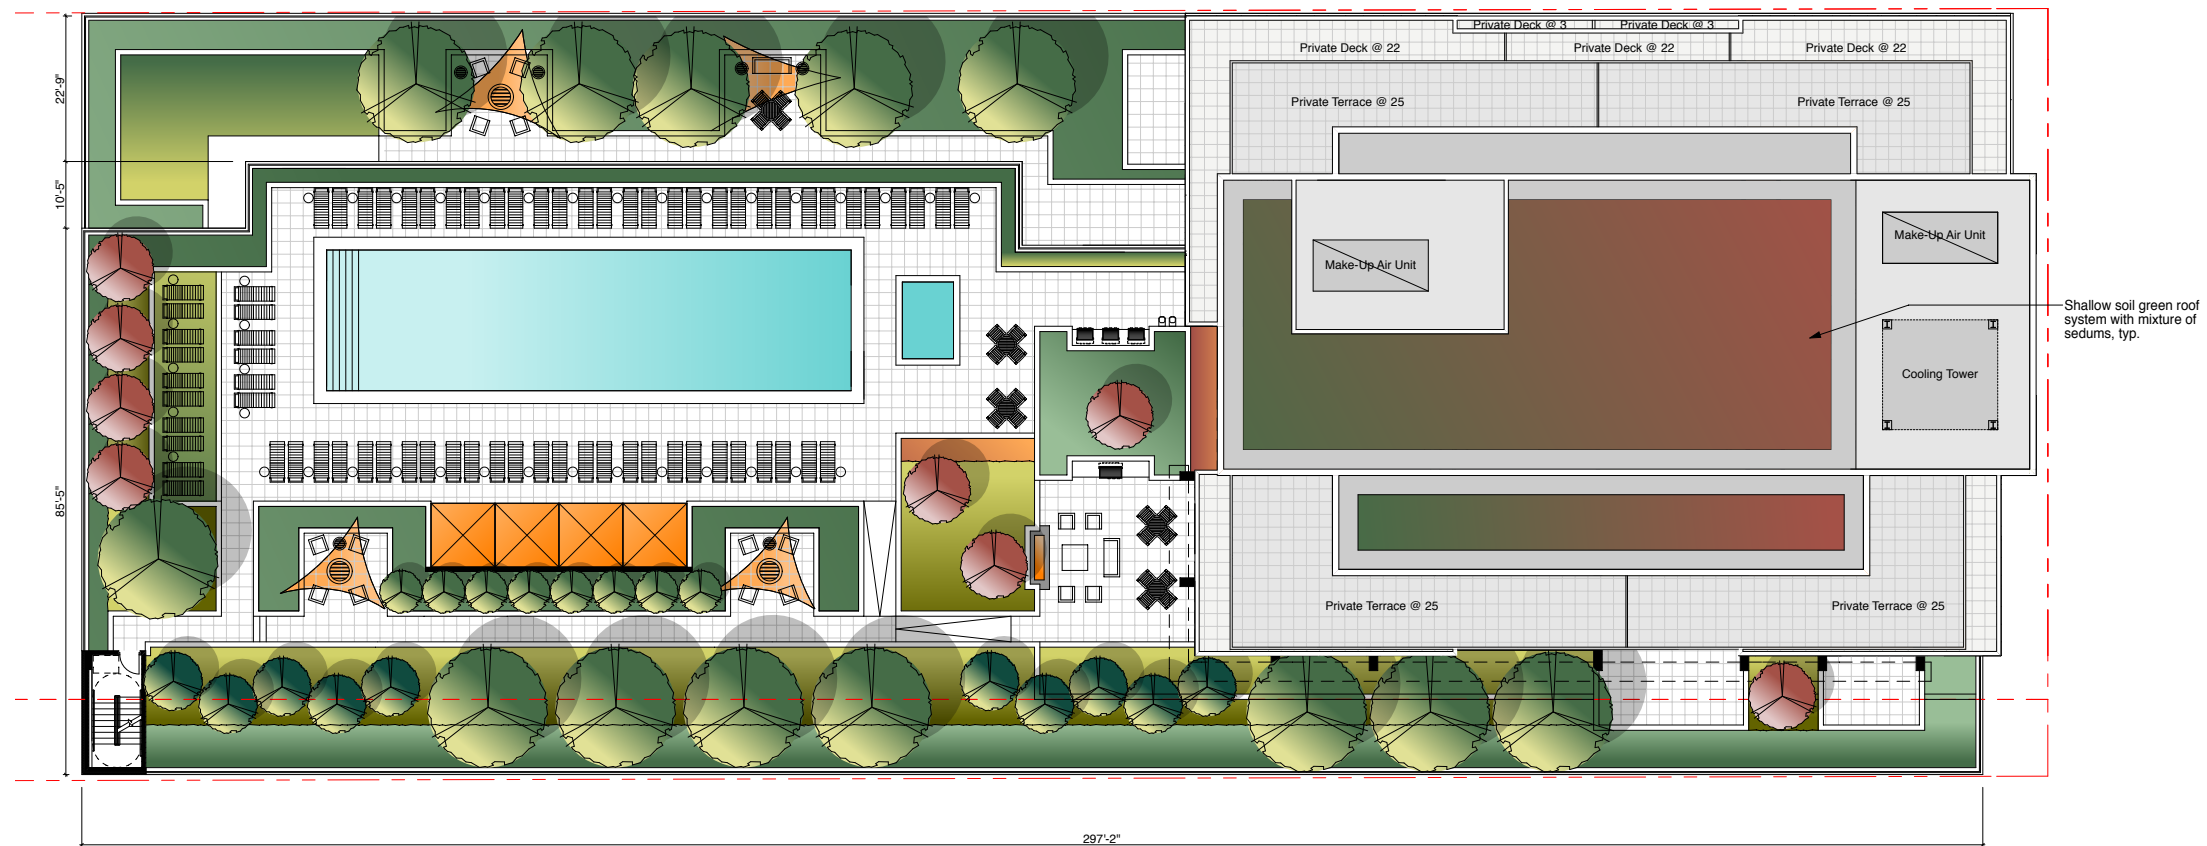 Private Deck @ 3
Private Deck @ 3
Private Deck @ 22
Private Deck @ 22
Private Deck @ 22
22'-9"
Private Terrace @ 25
Private Terrace @ 25
10'-5"
Make-Up Air Unit
Make-Up Air Unit
Shallow soil green roof
system with mixture of
sedums, typ.
Cooling Tower
85'-5"
Private Terrace @ 25
Private Terrace @ 25
297'-2"